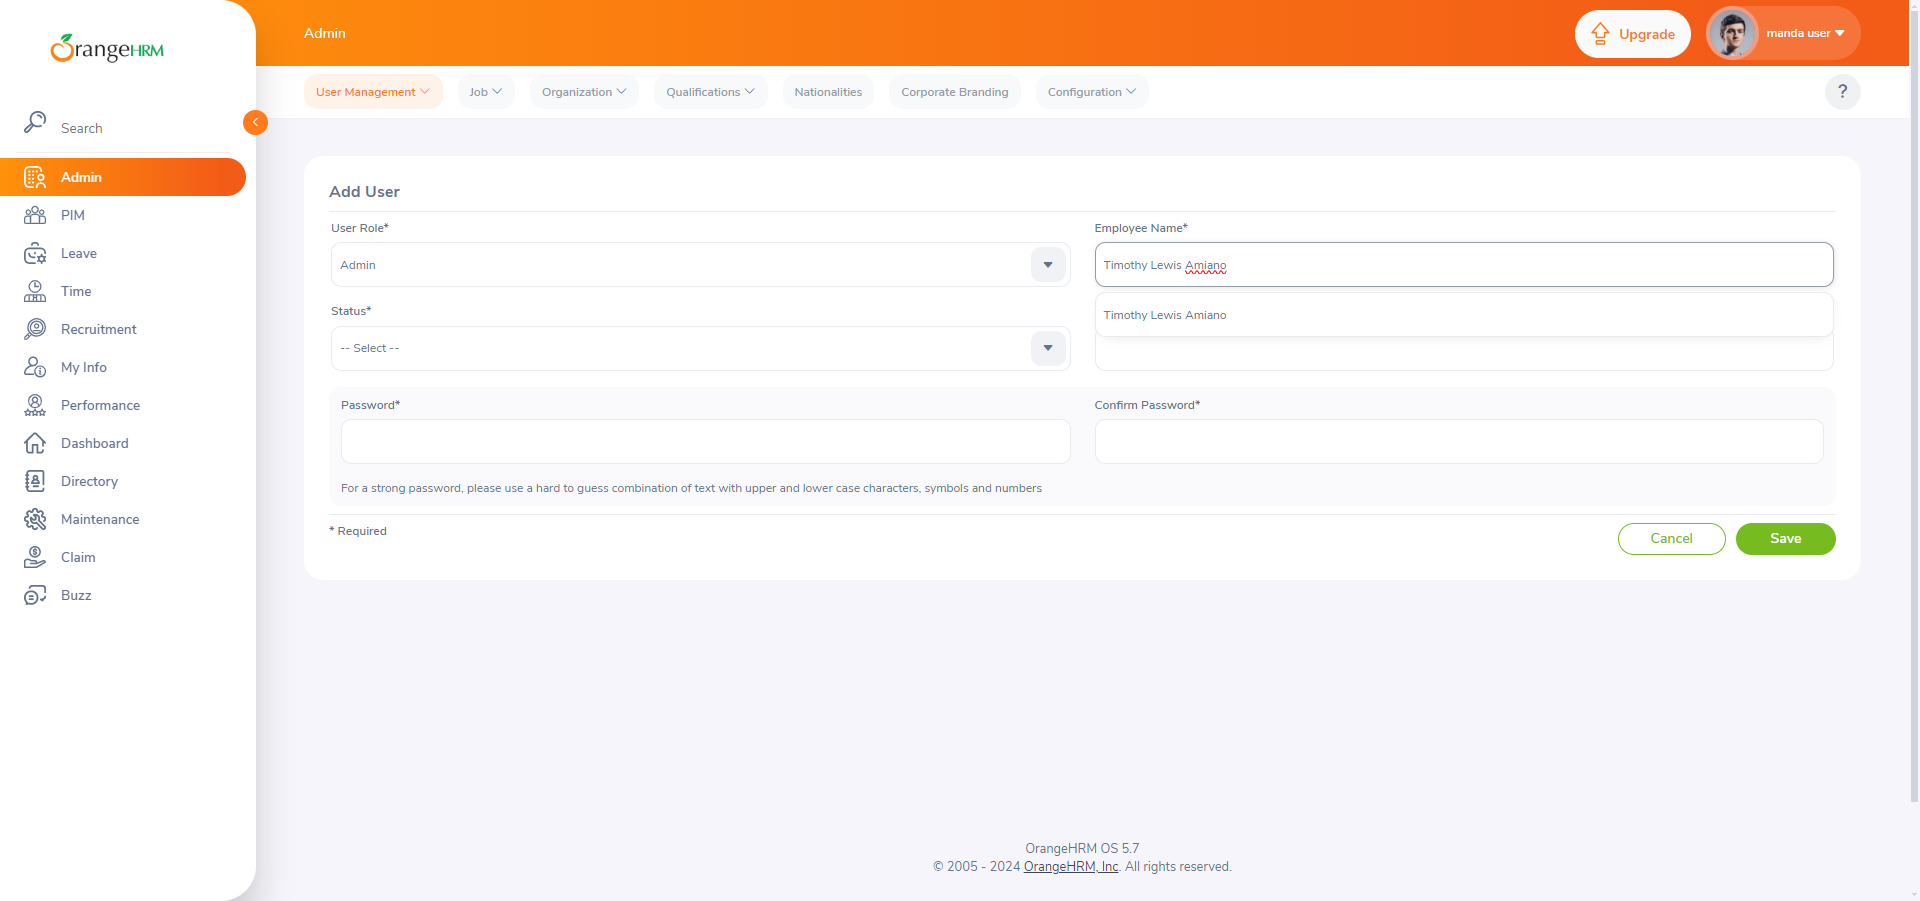 OrangeHRM
Admin
Upgrade
manda user
User Management
Job
Organization
Qualifications
Nationalities
Corporate Branding
Configuration
?
Search
Admin
PIM
Leave
Time
Recruitment
My Info
Performance
Dashboard
Directory
Maintenance
Claim
Buzz
Add User
User Role*
Employee Name*
Admin
Timothy Lewis Amiano
Status*
Timothy Lewis Amiano
-- Select --
Password*
Confirm Password*
For a strong password, please use a hard to guess combination of text with upper and lower case characters, symbols and numbers
* Required
Cancel
Save
OrangeHRM OS 5.7
© 2005 - 2024 OrangeHRM, Inc. All rights reserved.